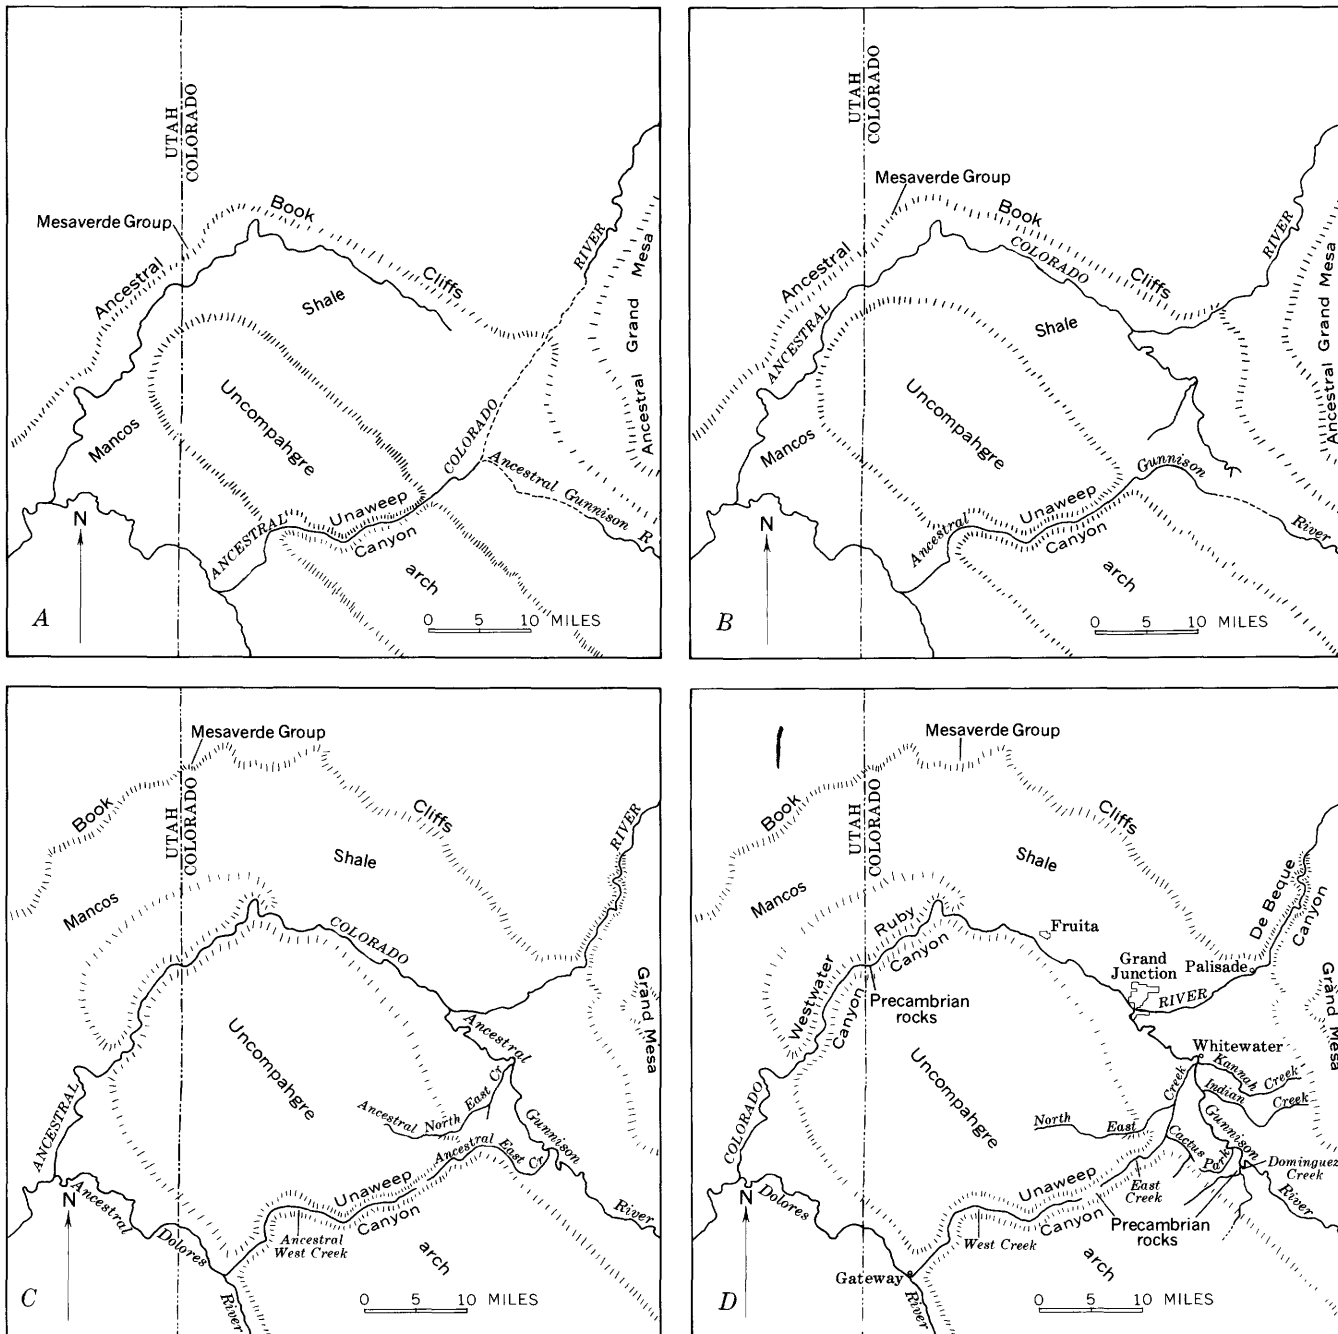 UTAH
COLORADO
Mesaverde Group
Book
Cliffs
Ancestral
RIVER
Ancestral Grand Mesa
Shale
Uncompahgre
Mancos
COLORADO
Ancestral Gunnison R
Unaweep
ANCESTRAL
Canyon
arch
N
A
0 5 10 MILES
UTAH
COLORADO
Mesaverde Group
Book
Cliffs
Ancestral
COLORADO
RIVER
Ancestral Grand Mesa
ANCESTRAL
Shale
Uncompahgre
Mancos
Gunnison
Unaweep
Ancestral
Canyon
River
arch
N
B
0 5 10 MILES
Mesaverde Group
Book
UTAH
COLORADO
Cliffs
RIVER
Shale
Mancos
COLORADO
Grand Mesa
Ancestral
Uncompahgre
Ancestral North East Cr
Gunnison
ANCESTRAL
Ancestral East Cr
Unaweep
Canyon
River
N
Ancestral
Dolores
Ancestral
West Creek
arch
River
C
0 5 10 MILES
Mesaverde Group
Book
UTAH
COLORADO
Cliffs
Shale
Mancos
De Beque
Canyon
Ruby
Canyon
Fruita
Grand
Junction
Palisade
RIVER
Grand Mesa
Westwater
Canyon
Precambrian
rocks
Whitewater
Kannah
Creek
Indian
Creek
Uncompahgre
Creek
North
East
Gunnison
COLORADO
Cactus
Park
Dominguez
Creek
Unaweep
East
Creek
River
N
Dolores
Canyon
Precambrian
rocks
West Creek
arch
Gateway
River
D
0 5 10 MILES